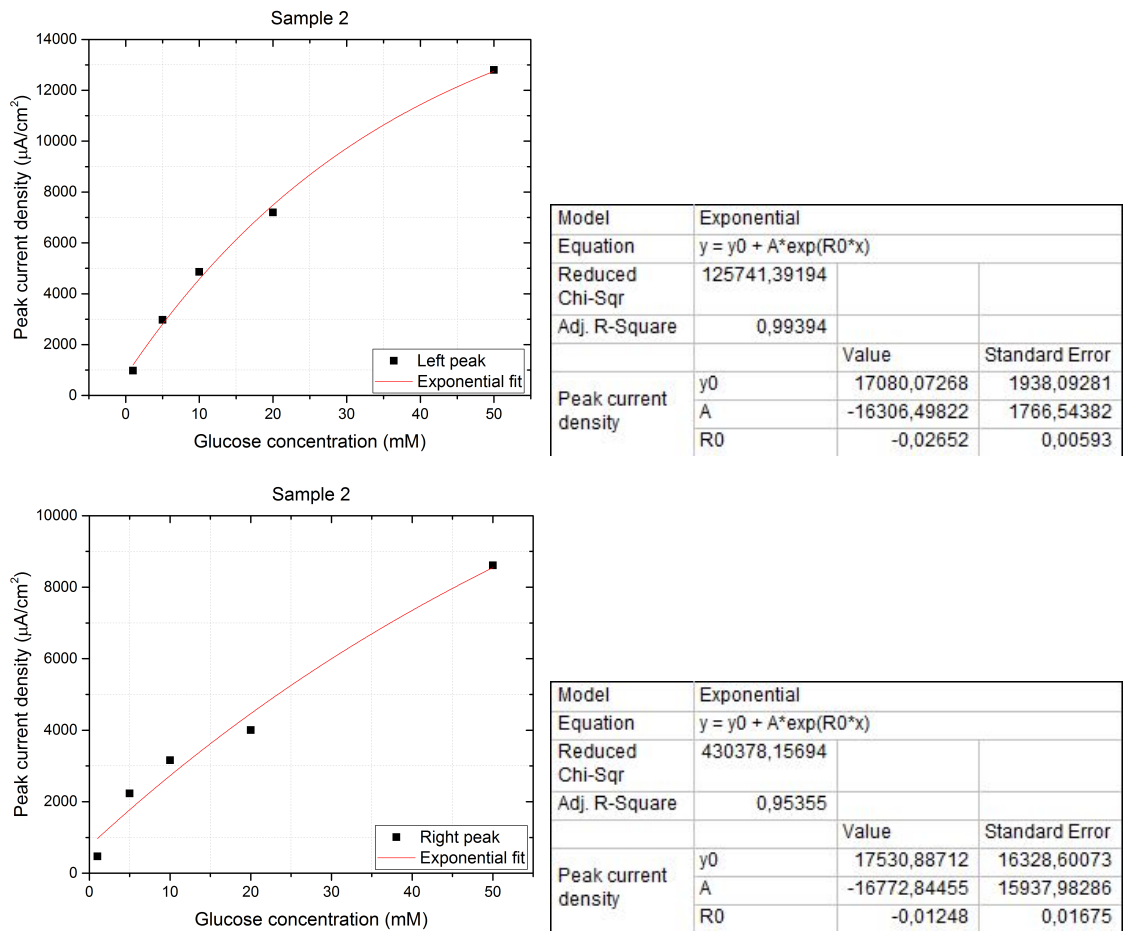 Sample 2
14000
12000
10000
8000
6000
4000
2000
0
Peak current density (μA/cm²)
Left peak
Exponential fit
0 10 20 30 40 50
Glucose concentration (mM)
Model Exponential
Equation y = y0 + A*exp(R0*x)
Reduced Chi-Sqr 125741,39194
Adj. R-Square 0,99394
Value Standard Error
Peak current density y0 17080,07268 1938,09281
A -16306,49822 1766,54382
R0 -0,02652 0,00593
Sample 2
10000
8000
6000
4000
2000
0
Peak current density (μA/cm²)
Right peak
Exponential fit
0 10 20 30 40 50
Glucose concentration (mM)
Model Exponential
Equation y = y0 + A*exp(R0*x)
Reduced Chi-Sqr 430378,15694
Adj. R-Square 0,95355
Value Standard Error
Peak current density y0 17530,88712 16328,60073
A -16772,84455 15937,98286
R0 -0,01248 0,01675